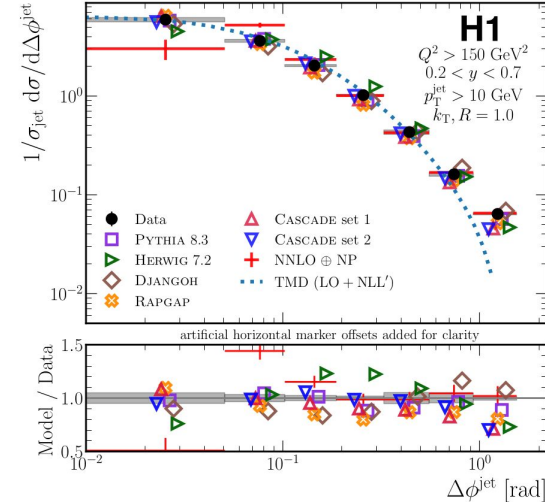 1/σ_jet dσ/dΔϕ^jet
10⁰
10⁻¹
10⁻²
H1
Q² > 150 GeV²
0.2 < y < 0.7
p_T^jet > 10 GeV
k_T, R = 1.0
Data
PYTHIA 8.3
HERWIG 7.2
DJANGOH
RAPGAP
CASCADE set 1
CASCADE set 2
NNLO ⊕ NP
TMD (LO + NLL′)
artificial horizontal marker offsets added for clarity
Model / Data
1.5
1.0
0.5
10⁻² 10⁻¹ 10⁰
Δϕ^jet [rad]